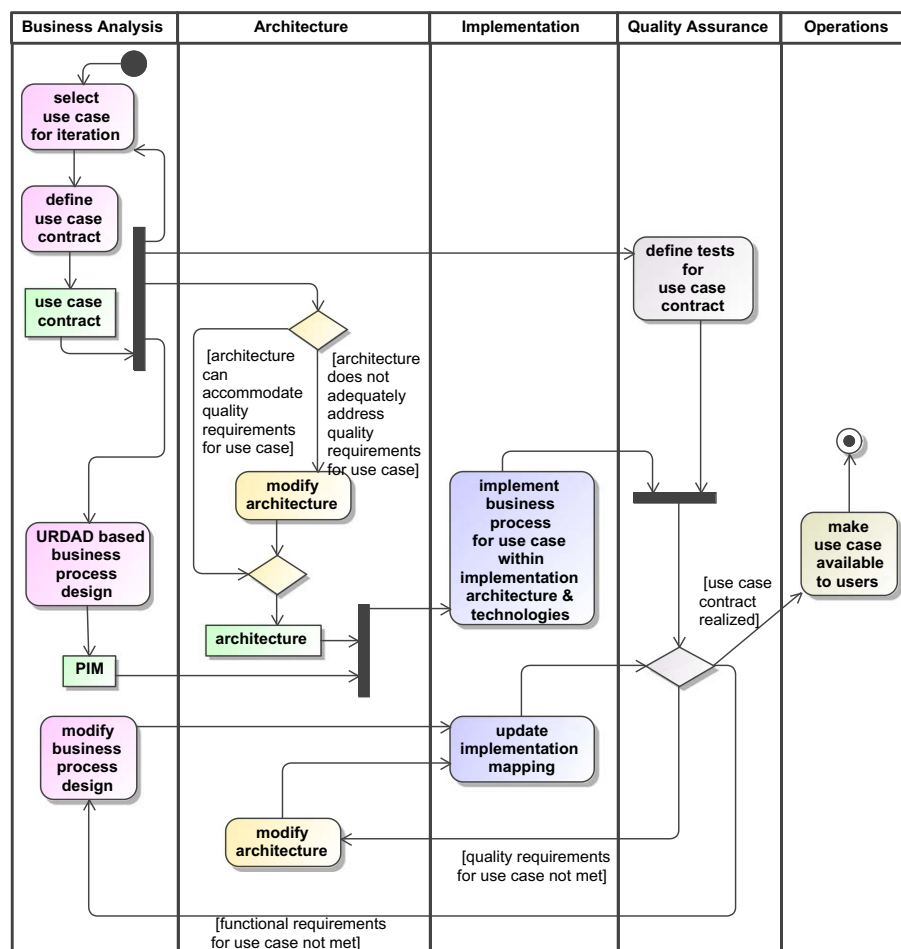 Business Analysis
Architecture
Implementation
Quality Assurance
Operations
select
use case
for iteration
define
use case
contract
use case
contract
define tests
for
use case
contract
[architecture
can
accommodate
quality
requirements
for use case]
[architecture
does not
adequately
address
quality
requirements
for use case]
modify
architecture
implement
business
process
for use case
within
implementation
architecture &
technologies
make
use case
available
to users
URDAD based
business
process
design
[use case
contract
realized]
architecture
PIM
modify
business
process
design
update
implementation
mapping
modify
architecture
[quality requirements
for use case not met]
[functional requirements
for use case not met]